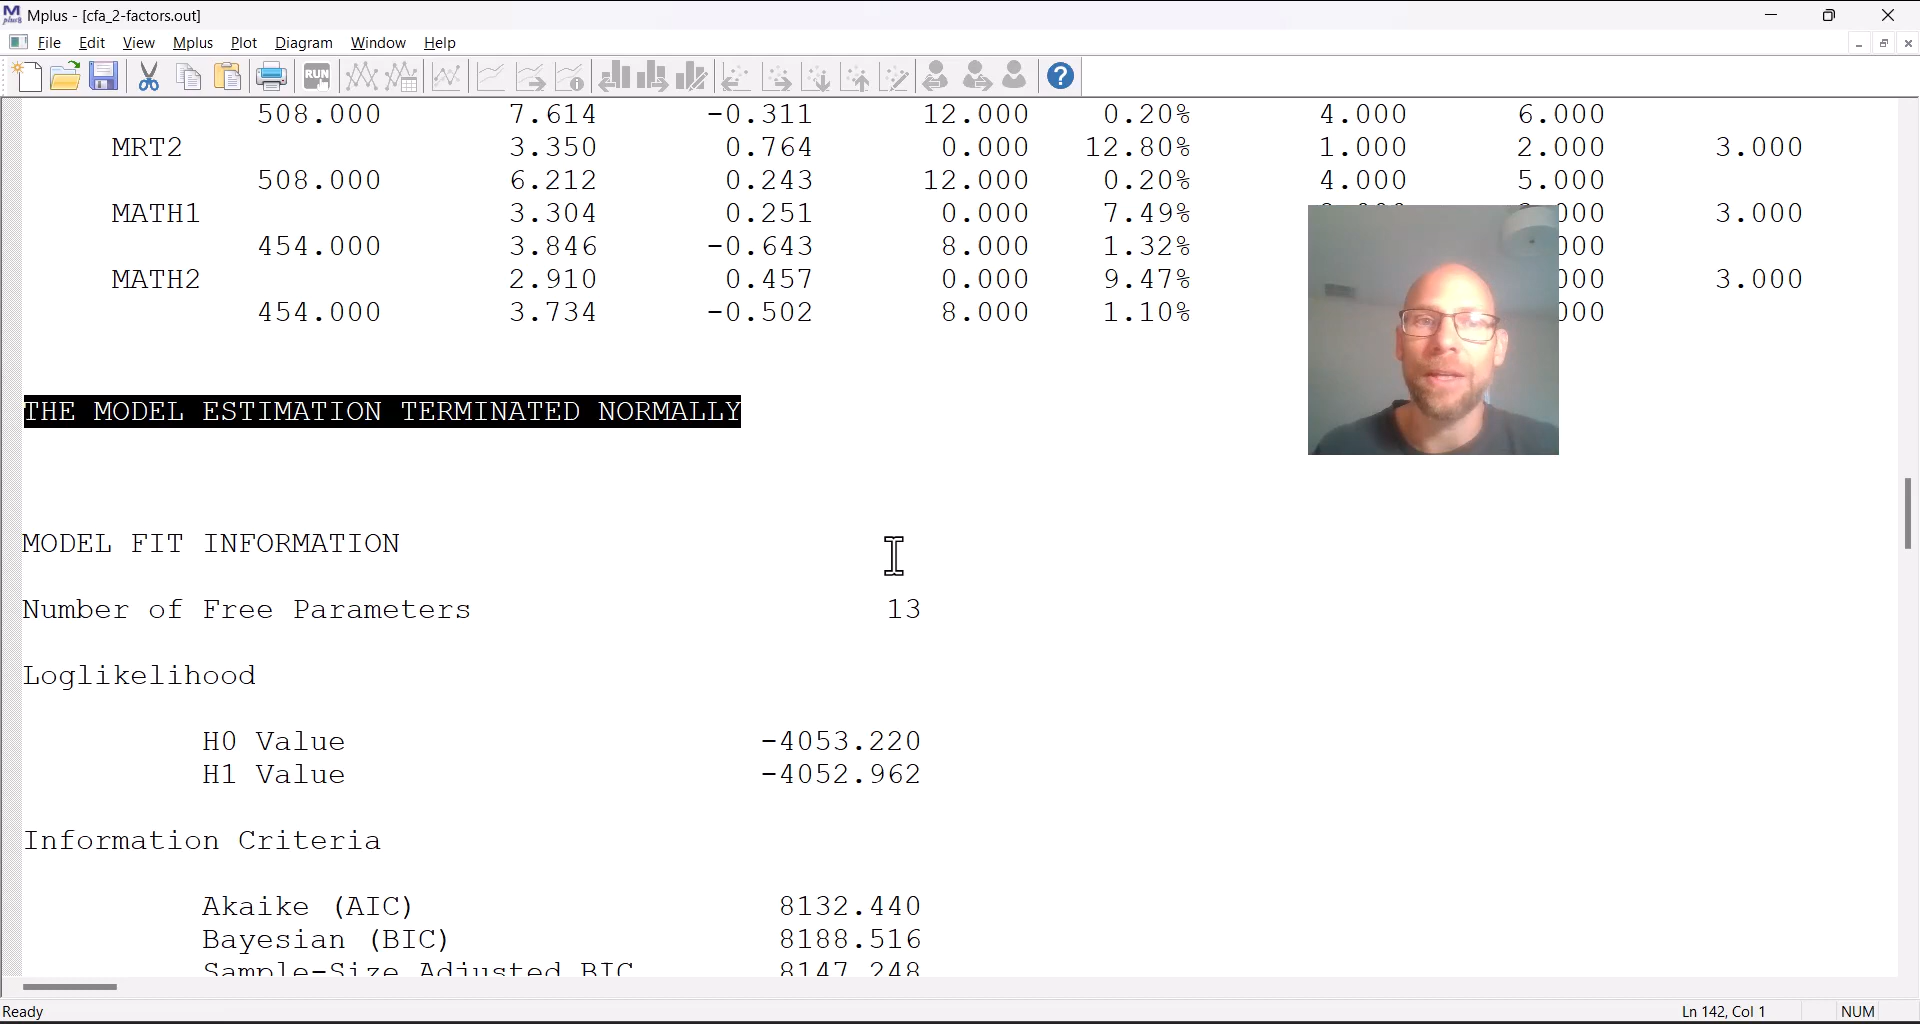 Mplus - [cfa_2-factors.out]
File Edit View Mplus Plot Diagram Window Help
RUN
508.000 7.614 -0.311 12.000 0.20% 4.000 6.000
MRT2 3.350 0.764 0.000 12.80% 1.000 2.000 3.000
508.000 6.212 0.243 12.000 0.20% 4.000 5.000
MATH1 3.304 0.251 0.000 7.49% 3.000
454.000 3.846 -0.643 8.000 1.32%
MATH2 2.910 0.457 0.000 9.47% 3.000
454.000 3.734 -0.502 8.000 1.10%
THE MODEL ESTIMATION TERMINATED NORMALLY
MODEL FIT INFORMATION
Number of Free Parameters 13
Loglikelihood
H0 Value -4053.220
H1 Value -4052.962
Information Criteria
Akaike (AIC) 8132.440
Bayesian (BIC) 8188.516
Sample-Size Adjusted BIC 8147.248
Ready Ln 142, Col 1 NUM